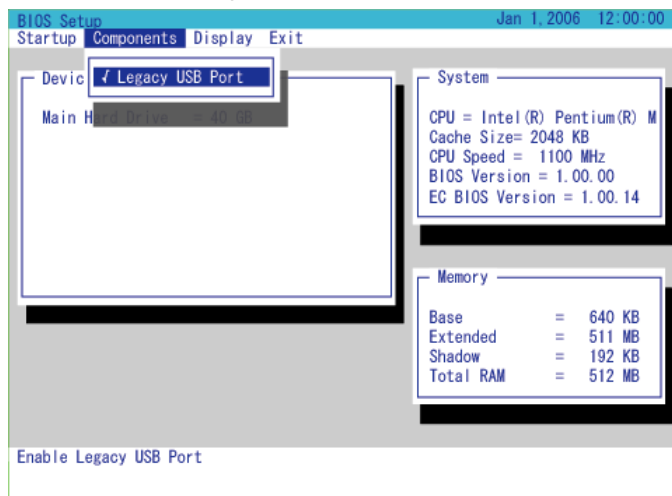 BIOS Setup Jan 1,2006 12:00:00
Startup Components Display Exit
Devic
√ Legacy USB Port
Main Hard Drive = 40 GB
System
CPU = Intel(R) Pentium(R) M
Cache Size= 2048 KB
CPU Speed = 1100 MHz
BIOS Version = 1.00.00
EC BIOS Version = 1.00.14
Memory
Base = 640 KB
Extended = 511 MB
Shadow = 192 KB
Total RAM = 512 MB
Enable Legacy USB Port